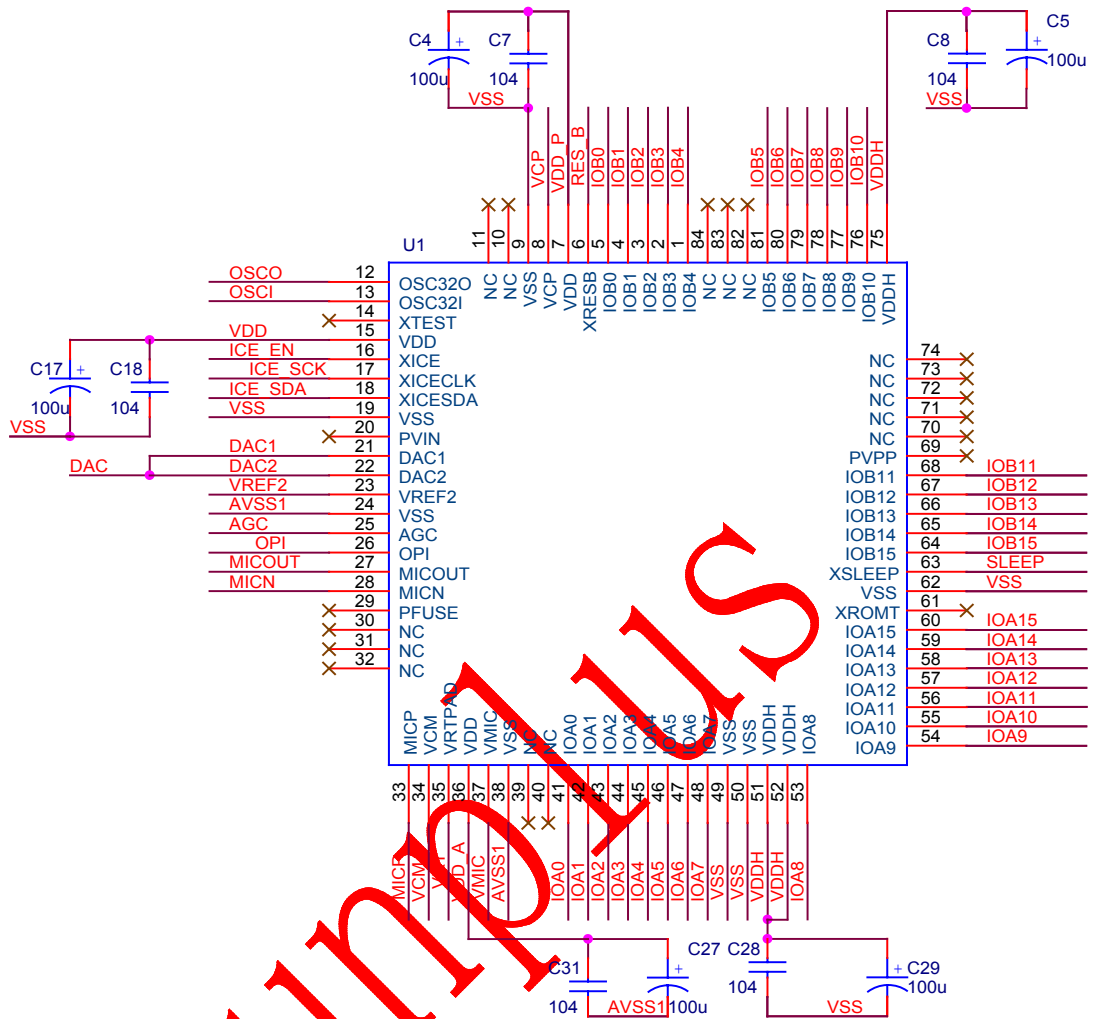 C4
+
C7
100u
104
VSS
C8
+
C5
104
100u
VSS
VCP
VDD_P
RES_B
IOB0
IOB1
IOB2
IOB3
IOB4
IOB5
IOB6
IOB7
IOB8
IOB9
IOB10
VDDH
11
10
9
8
7
6
5
4
3
2
1
84
83
82
81
80
79
78
77
76
75
U1
NC
NC
VSS
VCP
VDD
XRESB
IOB0
IOB1
IOB2
IOB3
IOB4
NC
NC
NC
IOB5
IOB6
IOB7
IOB8
IOB9
IOB10
VDDH
OSCO 12 OSC32O
OSCI 13 OSC32I
14 XTEST
VDD 15 VDD
ICE_EN 16 XICE
ICE_SCK 17 XICECLK
ICE_SDA 18 XICESDA
VSS 19 VSS
20 PVIN
DAC1 21 DAC1
DAC DAC2 22 DAC2
VREF2 23 VREF2
AVSS1 24 VSS
AGC 25 AGC
OPI 26 OPI
MICOUT 27 MICOUT
MICN 28 MICN
29 PFUSE
30 NC
31 NC
32 NC
C17
+
C18
100u
104
VSS
NC 74
NC 73
NC 72
NC 71
NC 70
PVPP 69
IOB11 68 IOB11
IOB12 67 IOB12
IOB13 66 IOB13
IOB14 65 IOB14
IOB15 64 IOB15
XSLEEP 63 SLEEP
VSS 62 VSS
XROMT 61
IOA15 60 IOA15
IOA14 59 IOA14
IOA13 58 IOA13
IOA12 57 IOA12
IOA11 56 IOA11
IOA10 55 IOA10
IOA9 54 IOA9
MICP
VCM
VRTPAD
VDD
VMIC
VSS
NC
NC
IOA0
IOA1
IOA2
IOA3
IOA4
IOA5
IOA6
IOA7
VSS
VSS
VDDH
VDDH
IOA8
33
34
35
36
37
38
39
40
41
42
43
44
45
46
47
48
49
50
51
52
53
MICP
VCM
VDD_A
VMIC
AVSS1
IOA0
IOA1
IOA2
IOA3
IOA4
IOA5
IOA6
IOA7
VSS
VSS
VDDH
VDDH
IOA8
C31
+
C27
104
AVSS1
100u
C28
+
C29
104
VSS
100u
nplus